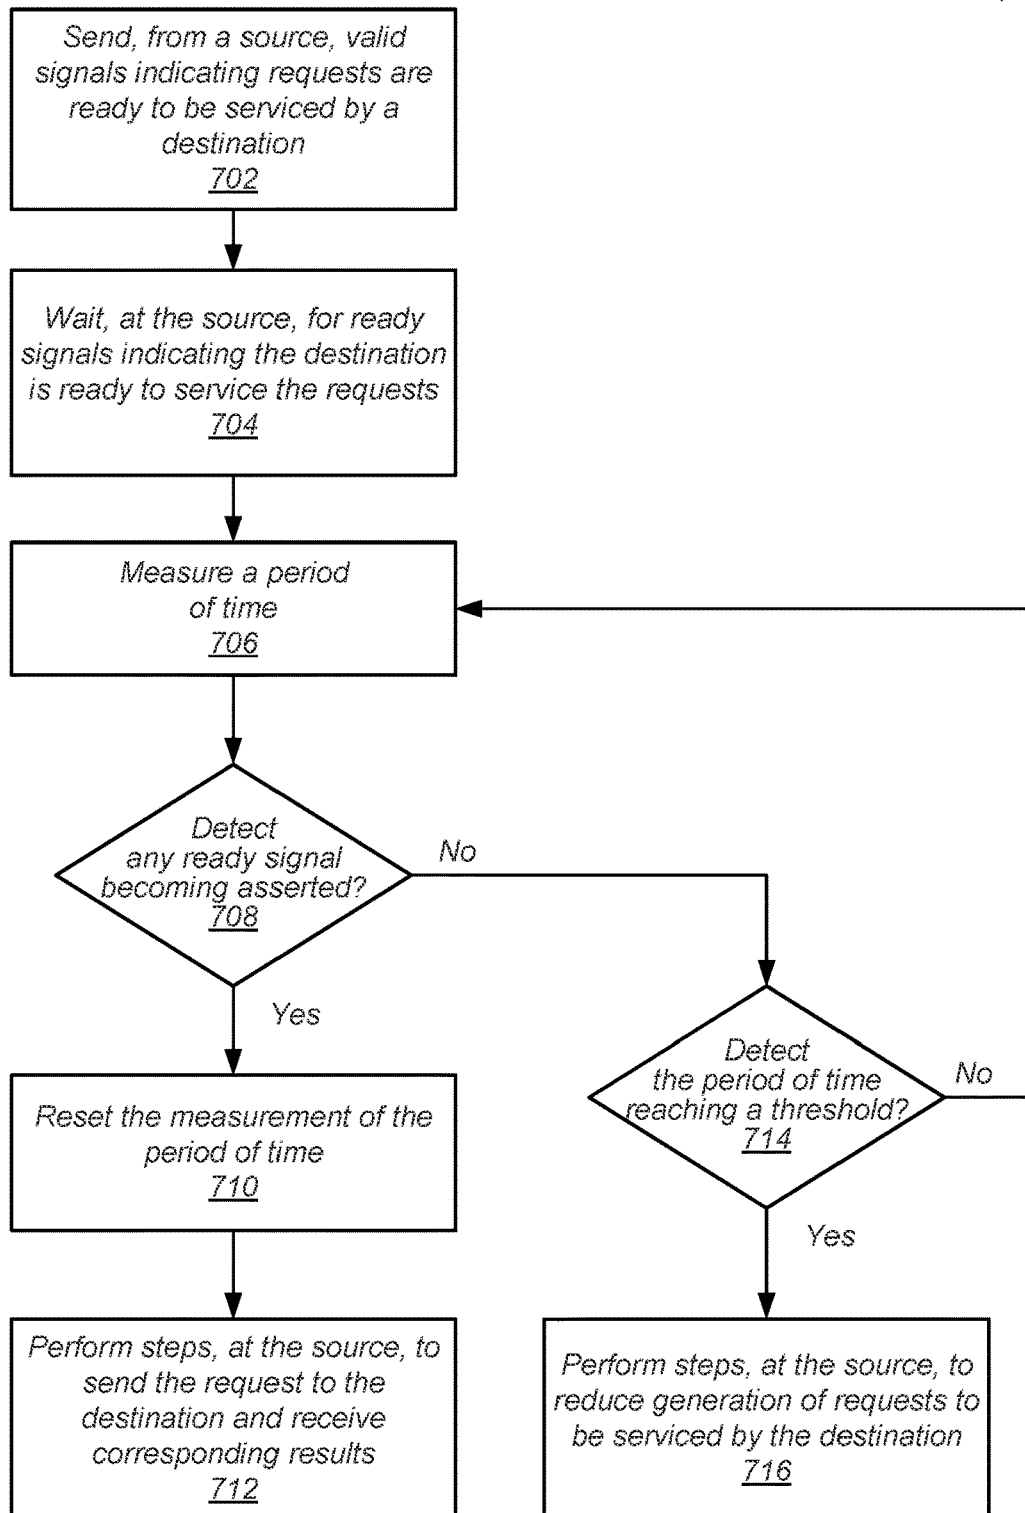 Send, from a source, valid
signals indicating requests are
ready to be serviced by a
destination
702
Wait, at the source, for ready
signals indicating the destination
is ready to service the requests
704
Measure a period
of time
706
Detect
any ready signal
becoming asserted?
708
No
Yes
Detect
the period of time
reaching a threshold?
714
No
Yes
Reset the measurement of the
period of time
710
Perform steps, at the source, to
send the request to the
destination and receive
corresponding results
712
Perform steps, at the source, to
reduce generation of requests to
be serviced by the destination
716